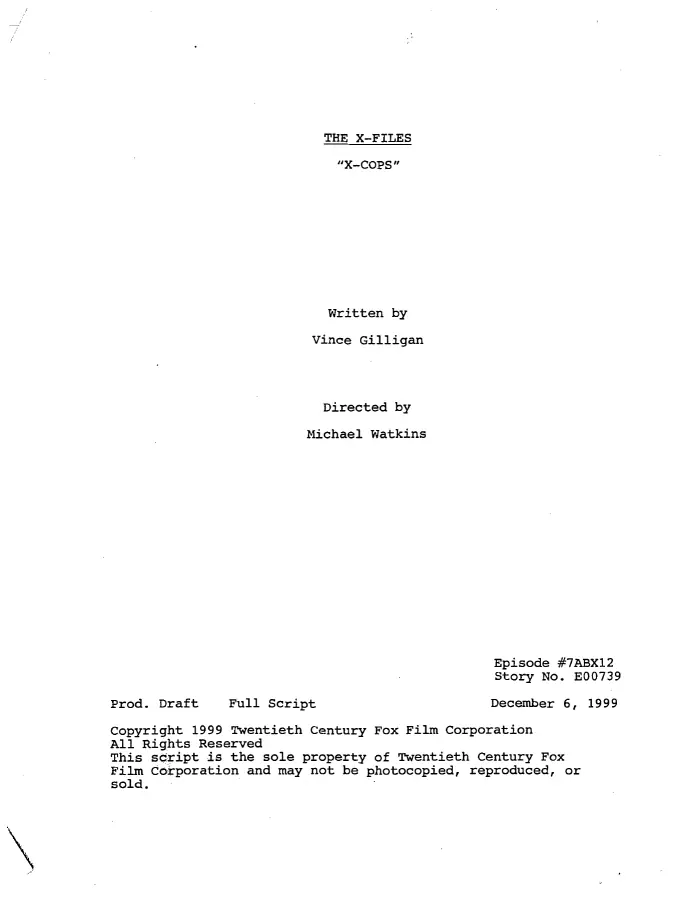 THE X-FILES
"X-COPS"
Written by
Vince Gilligan
Directed by
Michael Watkins
Episode #7ABX12
Story No. E00739
Prod. Draft Full Script December 6, 1999
Copyright 1999 Twentieth Century Fox Film Corporation
All Rights Reserved
This script is the sole property of Twentieth Century Fox
Film Corporation and may not be photocopied, reproduced, or
sold.